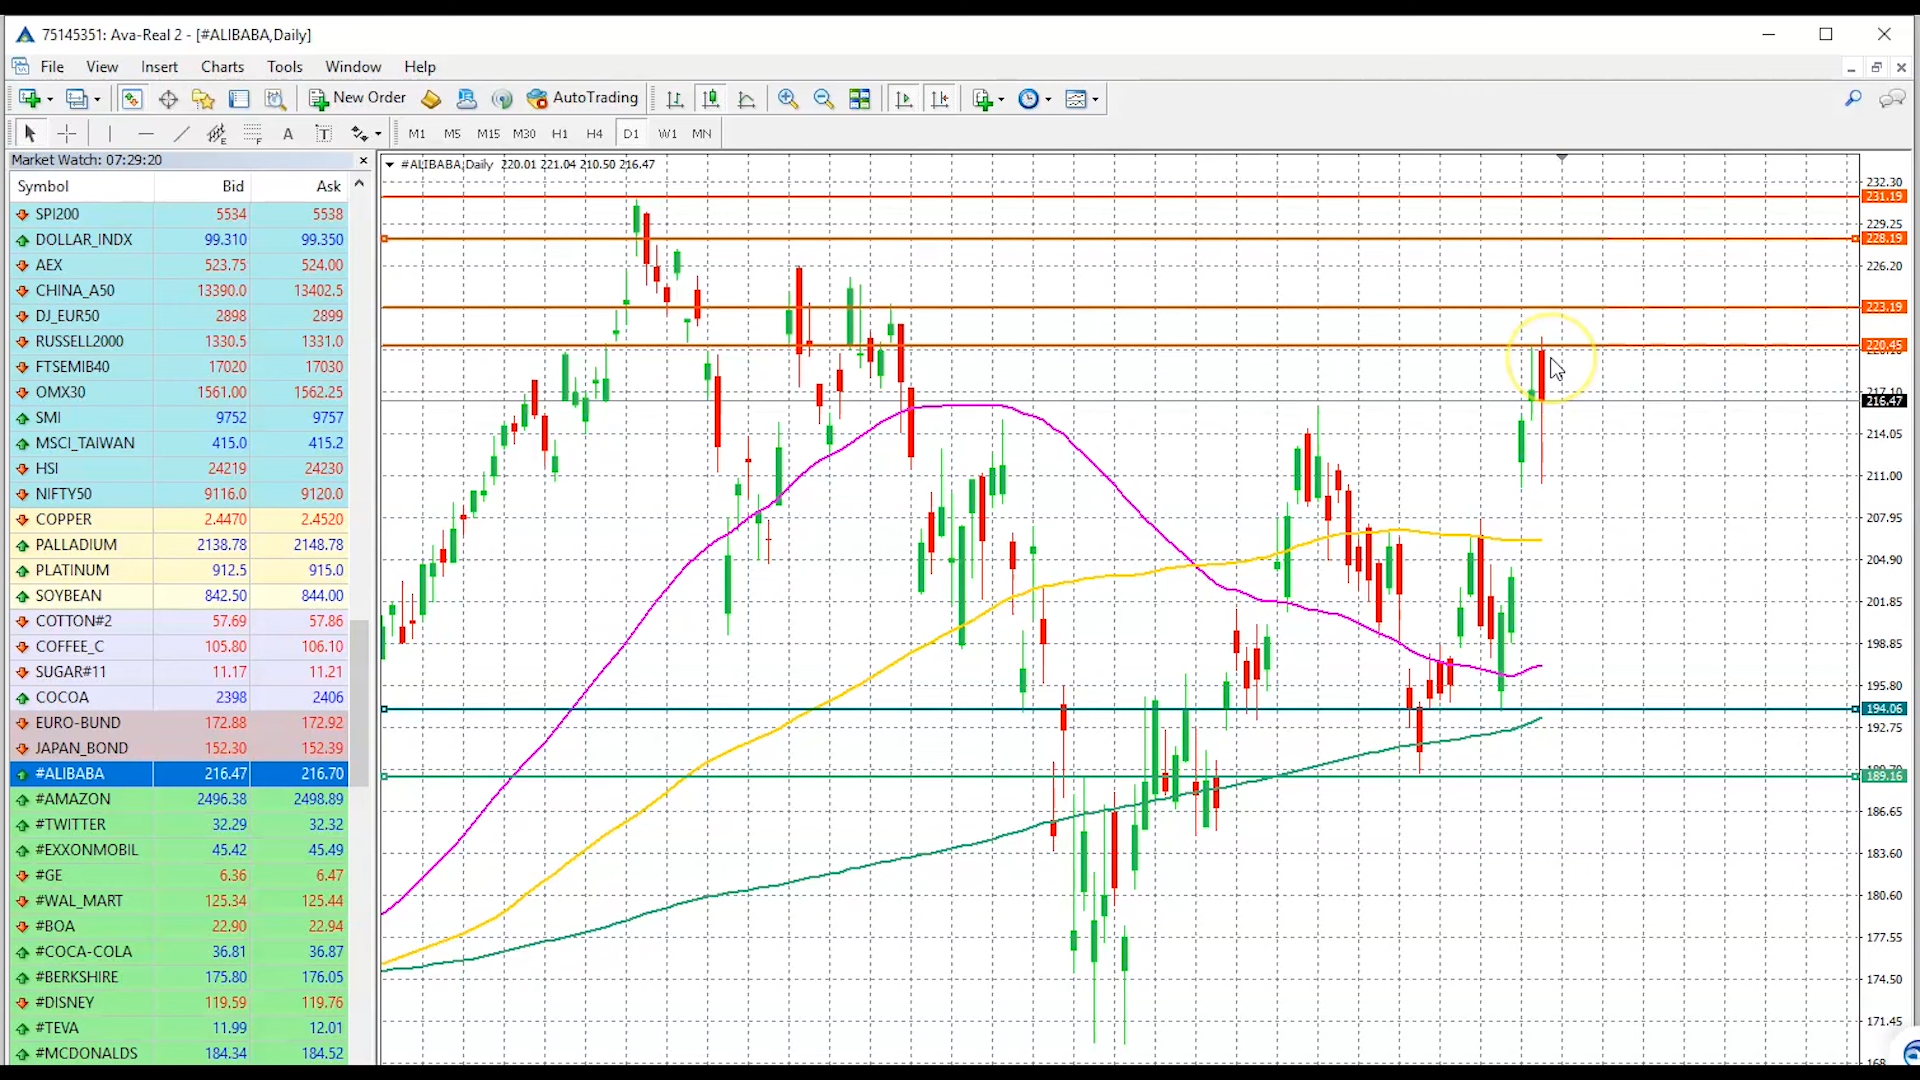 75145351: Ava-Real 2 - [#ALIBABA,Daily]
File View Insert Charts Tools Window Help
New Order AutoTrading
A T M1 M5 M15 M30 H1 H4 D1 W1 MN
Market Watch: 07:29:20
Symbol Bid Ask
SPI200 5534 5538
DOLLAR_INDX 99.310 99.350
AEX 523.75 524.00
CHINA_A50 13390.0 13402.5
DJ_EUR50 2898 2899
RUSSELL2000 1330.5 1331.0
FTSEMIB40 17020 17030
OMX30 1561.00 1562.25
SMI 9752 9757
MSCI_TAIWAN 415.0 415.2
HSI 24219 24230
NIFTY50 9116.0 9120.0
COPPER 2.4470 2.4520
PALLADIUM 2138.78 2148.78
PLATINUM 912.5 915.0
SOYBEAN 842.50 844.00
COTTON#2 57.69 57.86
COFFEE_C 105.80 106.10
SUGAR#11 11.17 11.21
COCOA 2398 2406
EURO-BUND 172.88 172.92
JAPAN_BOND 152.30 152.39
#ALIBABA 216.47 216.70
#AMAZON 2496.38 2498.89
#TWITTER 32.29 32.32
#EXXONMOBIL 45.42 45.49
#GE 6.36 6.47
#WAL_MART 125.34 125.44
#BOA 22.90 22.94
#COCA-COLA 36.81 36.87
#BERKSHIRE 175.80 176.05
#DISNEY 119.59 119.76
#TEVA 11.99 12.01
#MCDONALDS 184.34 184.52
#ALIBABA,Daily 220.01 221.04 210.50 216.47
232.30
231.19
229.25
228.19
226.20
223.19
220.45
217.10
216.47
214.05
211.00
207.95
204.90
201.85
198.85
195.80
194.06
192.75
189.16
186.65
183.60
180.60
177.55
174.50
171.45